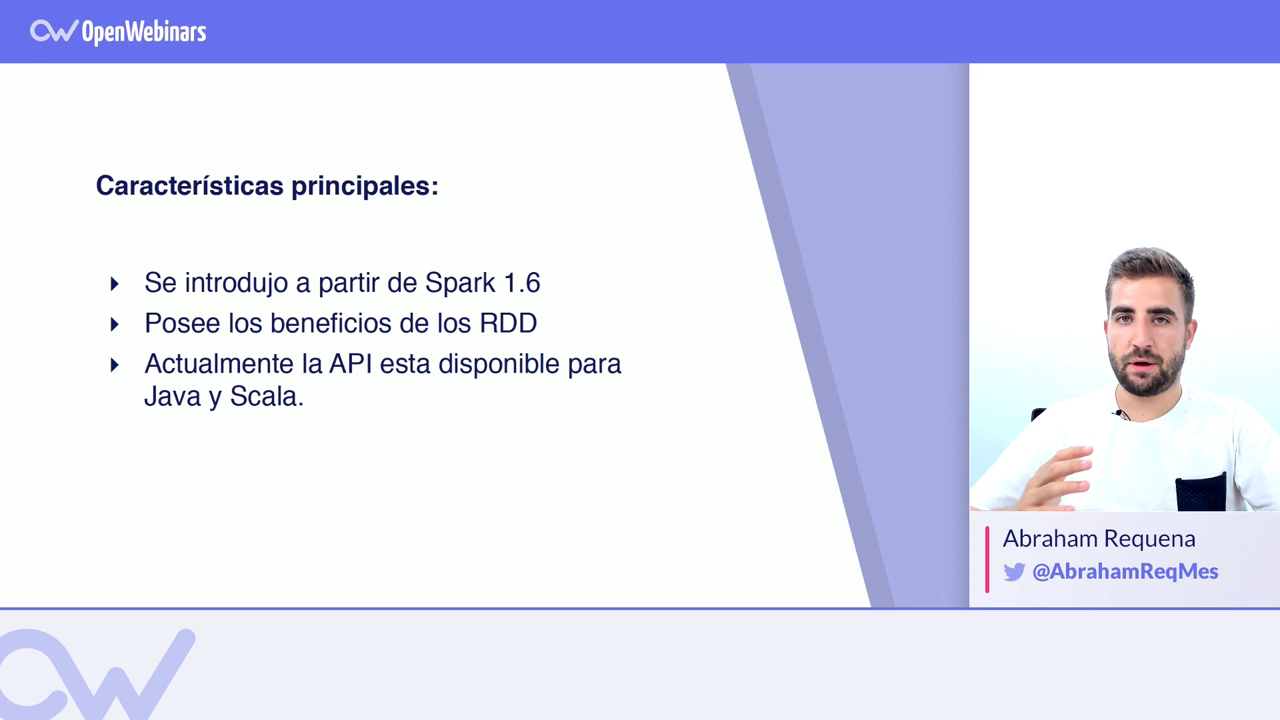 OpenWebinars
Características principales:
Se introdujo a partir de Spark 1.6
Posee los beneficios de los RDD
Actualmente la API esta disponible para
Java y Scala.
Abraham Requena
@AbrahamReqMes